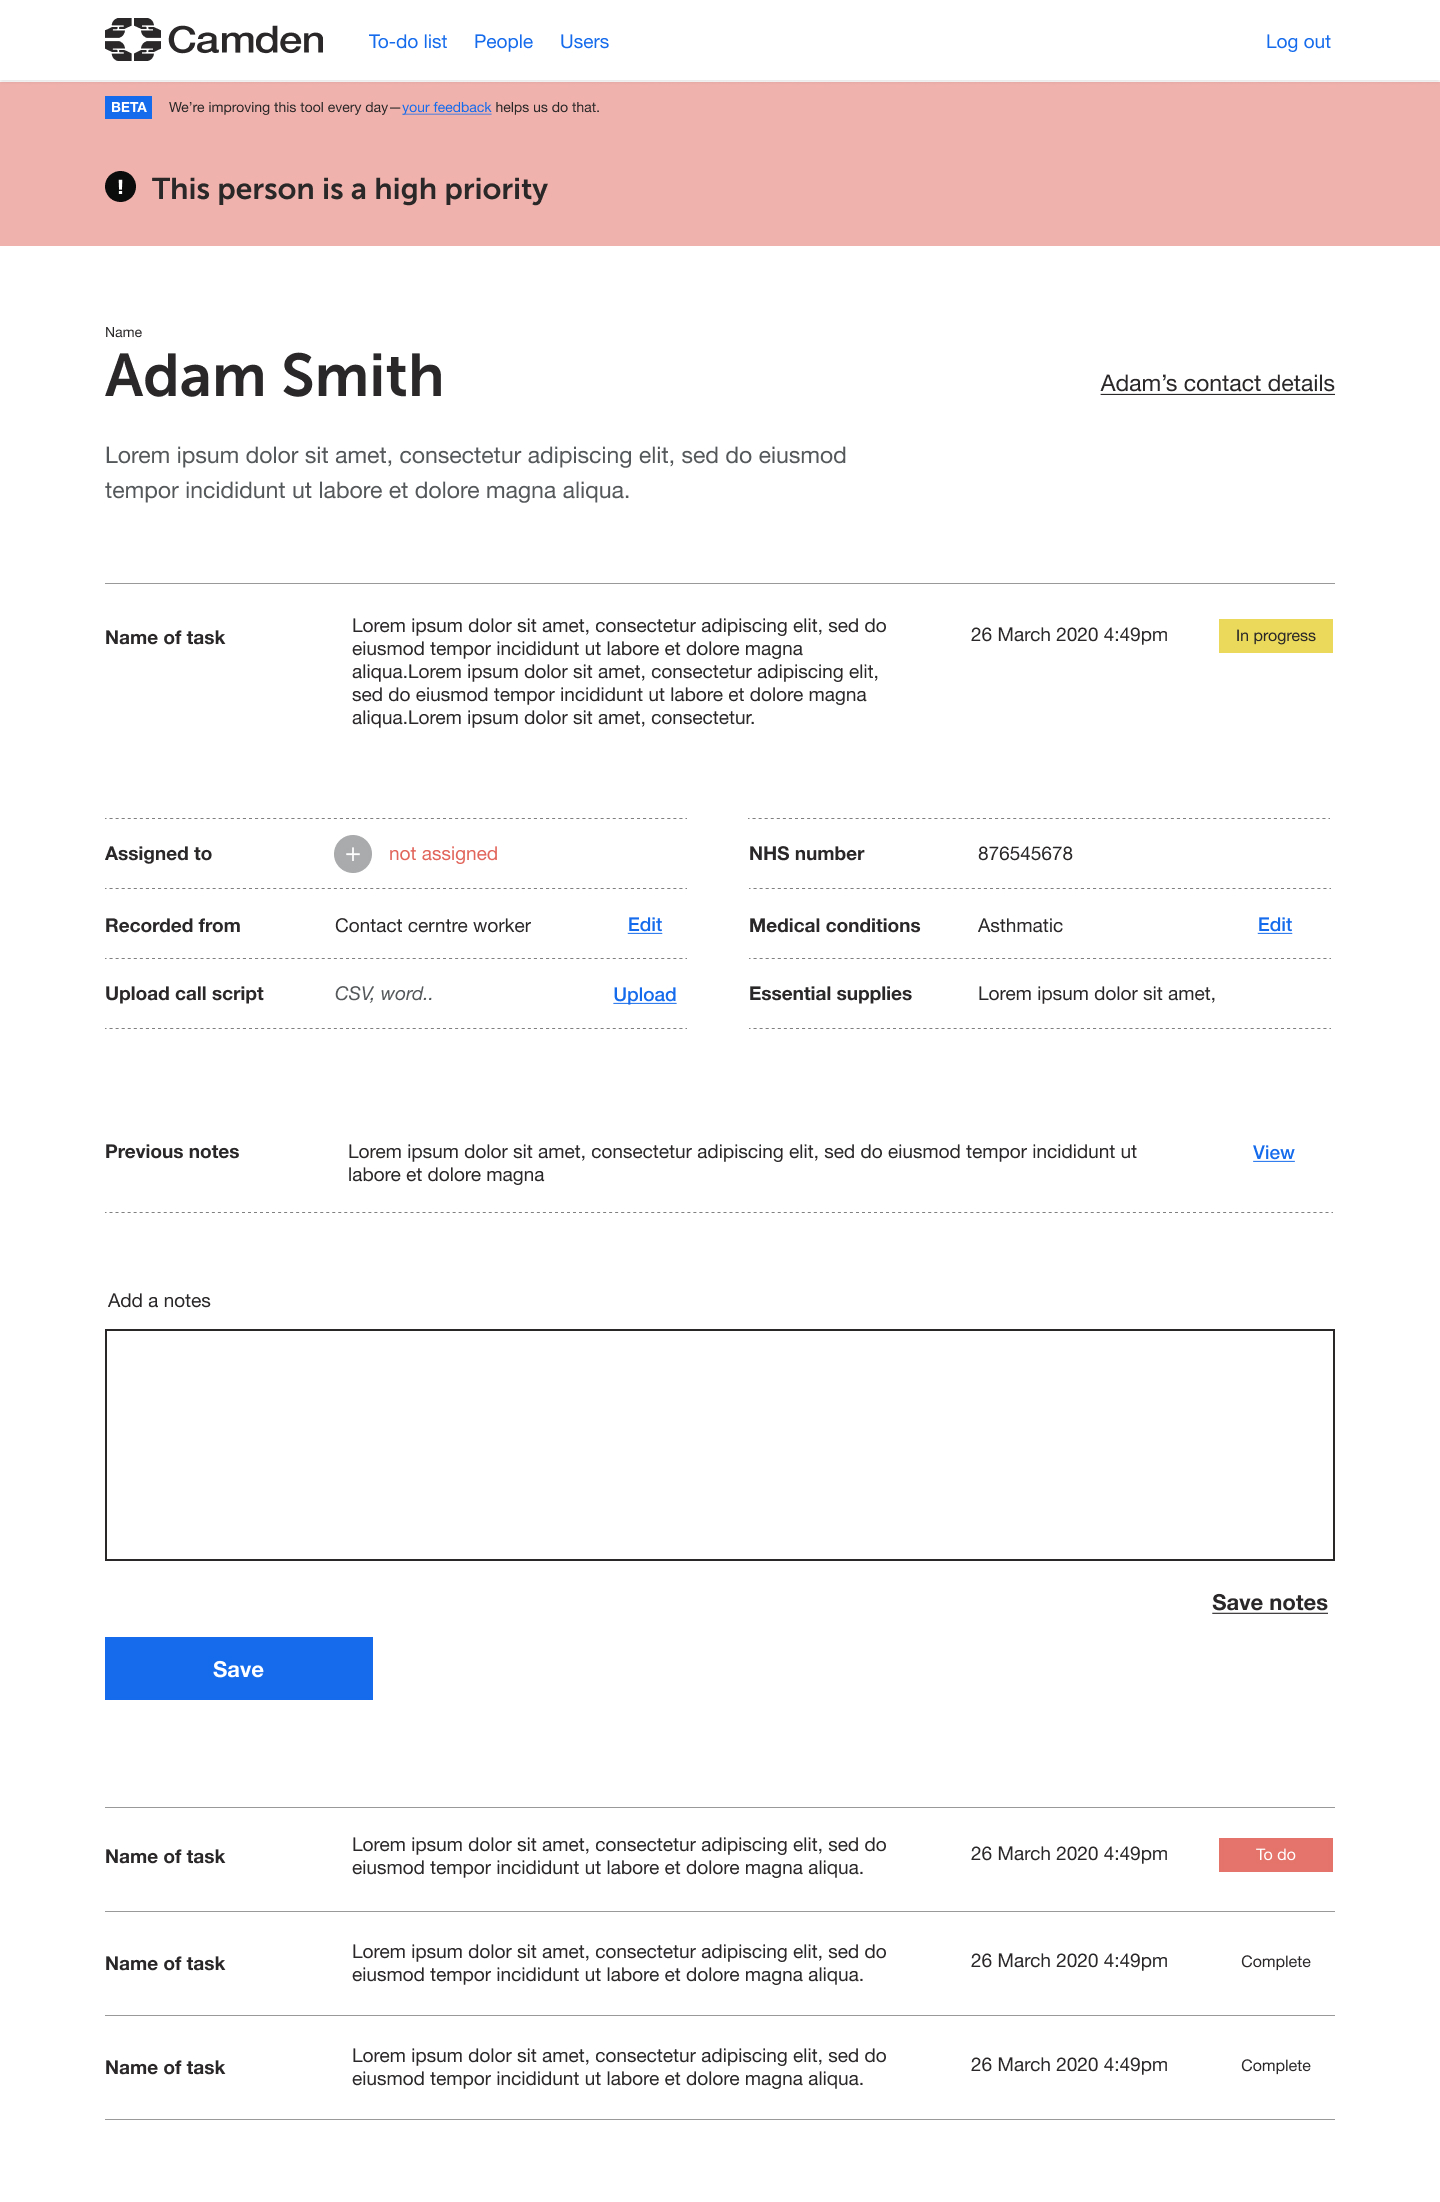 Camden
To-do list
People
Users
Log out
BETA
We’re improving this tool every day—your feedback helps us do that.
! This person is a high priority
Name
Adam Smith
Adam’s contact details
Lorem ipsum dolor sit amet, consectetur adipiscing elit, sed do eiusmod
tempor incididunt ut labore et dolore magna aliqua.
Name of task
Lorem ipsum dolor sit amet, consectetur adipiscing elit, sed do
eiusmod tempor incididunt ut labore et dolore magna
aliqua.Lorem ipsum dolor sit amet, consectetur adipiscing elit,
sed do eiusmod tempor incididunt ut labore et dolore magna
aliqua.Lorem ipsum dolor sit amet, consectetur.
26 March 2020 4:49pm
In progress
Assigned to
+ not assigned
Recorded from
Contact cerntre worker
Edit
Upload call script
CSV, word..
Upload
NHS number
876545678
Medical conditions
Asthmatic
Edit
Essential supplies
Lorem ipsum dolor sit amet,
Previous notes
Lorem ipsum dolor sit amet, consectetur adipiscing elit, sed do eiusmod tempor incididunt ut
labore et dolore magna
View
Add a notes
Save notes
Save
Name of task
Lorem ipsum dolor sit amet, consectetur adipiscing elit, sed do
eiusmod tempor incididunt ut labore et dolore magna aliqua.
26 March 2020 4:49pm
To do
Name of task
Lorem ipsum dolor sit amet, consectetur adipiscing elit, sed do
eiusmod tempor incididunt ut labore et dolore magna aliqua.
26 March 2020 4:49pm
Complete
Name of task
Lorem ipsum dolor sit amet, consectetur adipiscing elit, sed do
eiusmod tempor incididunt ut labore et dolore magna aliqua.
26 March 2020 4:49pm
Complete